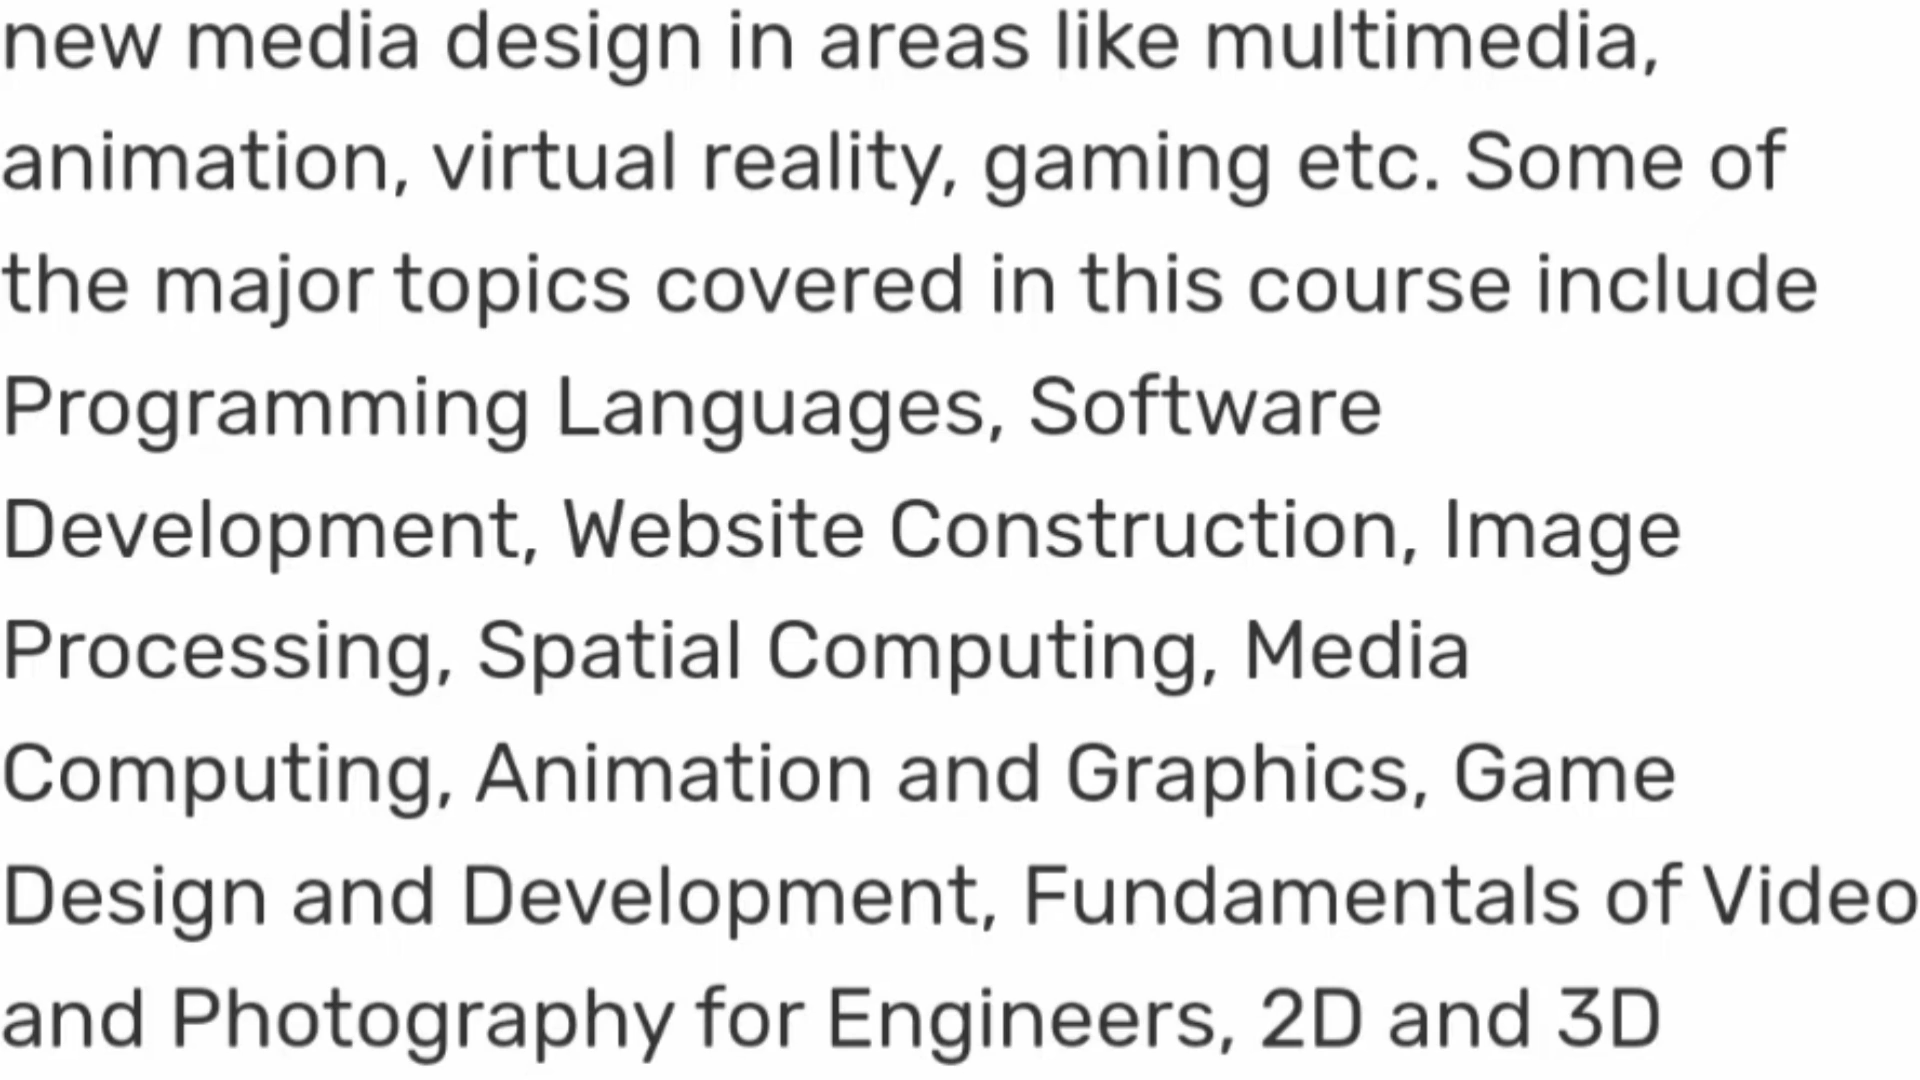 new media design in areas like multimedia,
animation, virtual reality, gaming etc. Some of
the major topics covered in this course include
Programming Languages, Software
Development, Website Construction, Image
Processing, Spatial Computing, Media
Computing, Animation and Graphics, Game
Design and Development, Fundamentals of Video
and Photography for Engineers, 2D and 3D